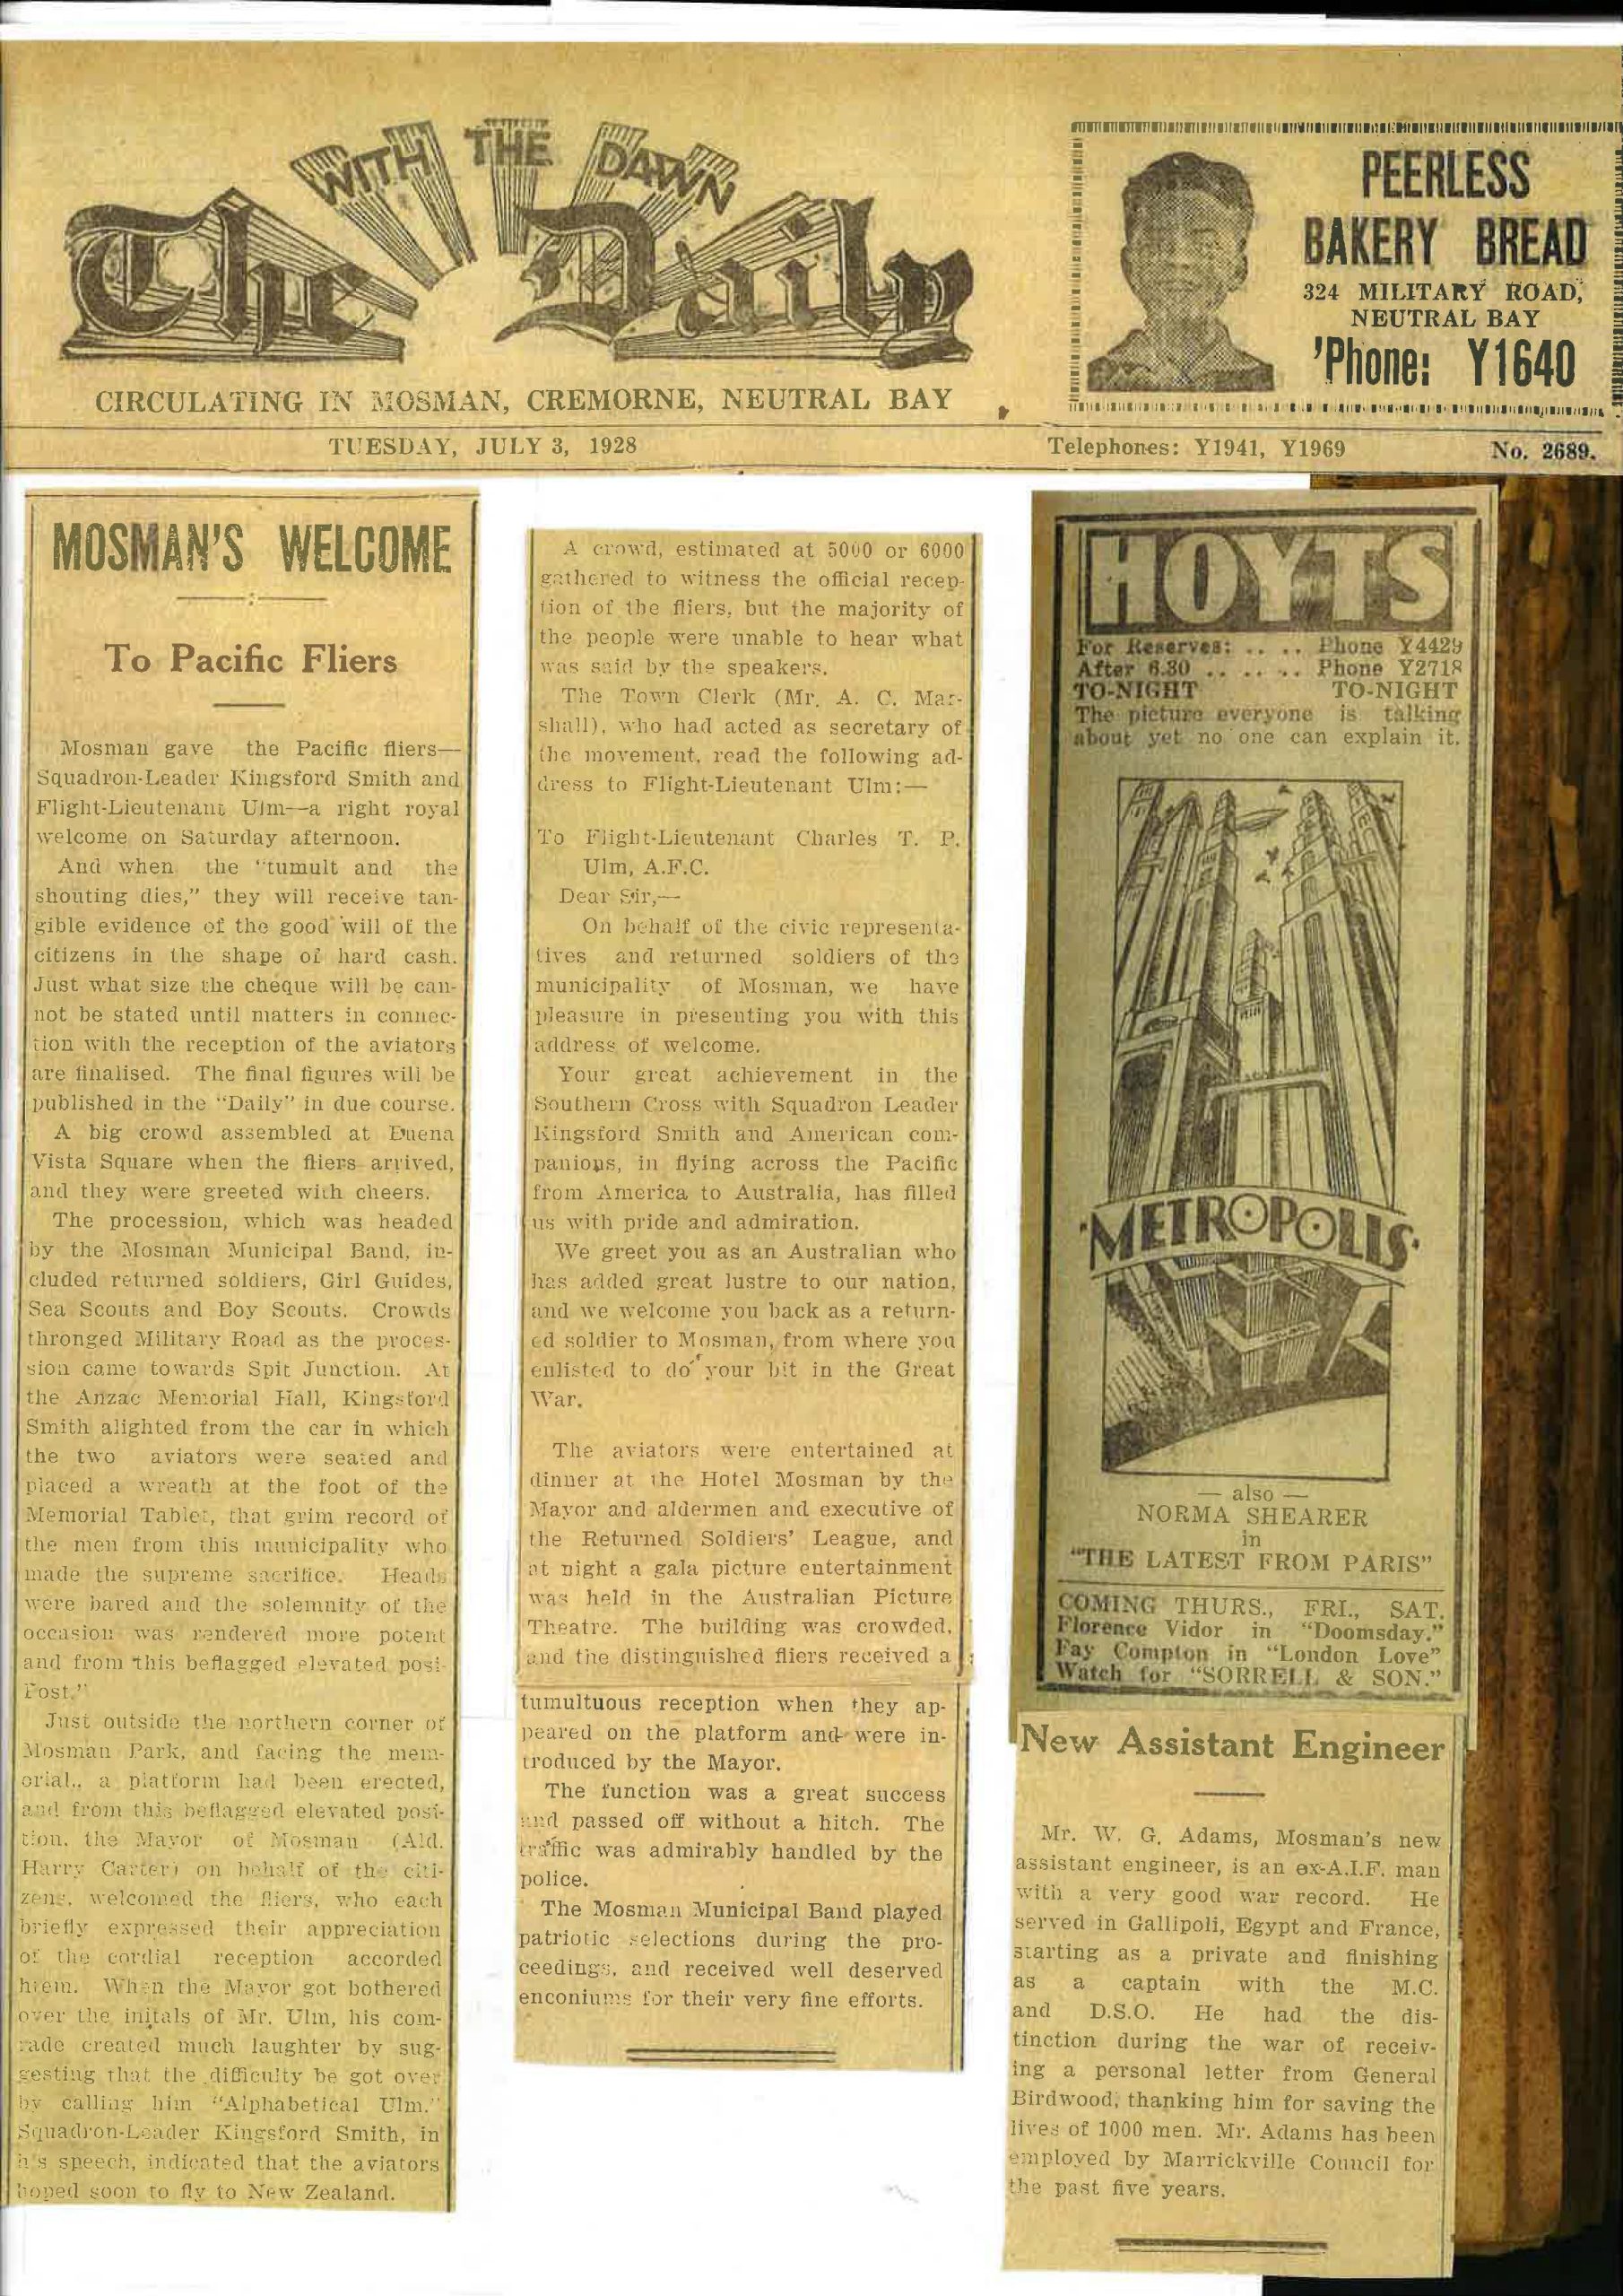 WITH THE DAWN
The Daily
CIRCULATING IN MOSMAN, CREMORNE, NEUTRAL BAY
PEERLESS
BAKERY BREAD
324 MILITARY ROAD,
NEUTRAL BAY
'Phone: Y1640
TUESDAY, JULY 3, 1928
Telephones: Y1941, Y1969
No. 2689.
MOSMAN'S WELCOME
To Pacific Fliers
Mosman gave the Pacific fliers—
Squadron-Leader Kingsford Smith and
Flight-Lieutenant Ulm—a right royal
welcome on Saturday afternoon.
And when the "tumult and the
shouting dies," they will receive tan-
gible evidence of the good will of the
citizens in the shape of hard cash.
Just what size the cheque will be can-
not be stated until matters in connec-
tion with the reception of the aviators
are finalised. The final figures will be
published in the "Daily" in due course.
A big crowd assembled at Buena
Vista Square when the fliers arrived,
and they were greeted with cheers.
The procession, which was headed
by the Mosman Municipal Band, in-
cluded returned soldiers, Girl Guides,
Sea Scouts and Boy Scouts. Crowds
thronged Military Road as the proces-
sion came towards Spit Junction. At
the Anzac Memorial Hall, Kingsford
Smith alighted from the car in which
the two aviators were seated and
placed a wreath at the foot of the
Memorial Tablet, that grim record of
the men from this municipality who
made the supreme sacrifice. Heads
were bared and the solemnity of the
occasion was rendered more potent
and from this beflagged elevated posi-
Post."
Just outside the northern corner of
Mosman Park, and facing the mem-
orial., a platform had been erected,
and from this beflagged elevated posi-
tion, the Mayor of Mosman (Ald.
Harry Carter) on behalf of the citi-
zens, welcomed the fliers, who each
briefly expressed their appreciation
of the cordial reception accorded
hiem. When the Mayor got bothered
over the initals of Mr. Ulm, his com-
rade created much laughter by sug-
gesting that the difficulty be got over
by calling him "Alphabetical Ulm."
Squadron-Leader Kingsford Smith, in
his speech, indicated that the aviators
hoped soon to fly to New Zealand.
A crowd, estimated at 5000 or 6000
gathered to witness the official recep-
tion of the fliers, but the majority of
the people were unable to hear what
was said by the speakers.
The Town Clerk (Mr. A. C. Mar-
shall), who had acted as secretary of
the movement, read the following ad-
dress to Flight-Lieutenant Ulm:—
To Flight-Lieutenant Charles T. P.
Ulm, A.F.C.
Dear Sir,—
On behalf of the civic representa-
tives and returned soldiers of the
municipality of Mosman, we have
pleasure in presenting you with this
address of welcome.
Your great achievement in the
Southern Cross with Squadron Leader
Kingsford Smith and American com-
panions, in flying across the Pacific
from America to Australia, has filled
us with pride and admiration.
We greet you as an Australian who
has added great lustre to our nation,
and we welcome you back as a return-
ed soldier to Mosman, from where you
enlisted to do your bit in the Great
War.
The aviators were entertained at
dinner at the Hotel Mosman by the
Mayor and aldermen and executive of
the Returned Soldiers' League, and
at night a gala picture entertainment
was held in the Australian Picture
Theatre. The building was crowded,
and the distinguished fliers received a
tumultuous reception when they ap-
peared on the platform and were in-
troduced by the Mayor.
The function was a great success
and passed off without a hitch. The
traffic was admirably handled by the
police.
The Mosman Municipal Band played
patriotic selections during the pro-
ceedings, and received well deserved
enconiums for their very fine efforts.
HOYTS
For Reserves: .. .. Phone Y4429
After 6.30 .. .. .. Phone Y2718
TO-NIGHT TO-NIGHT
The picture everyone is talking
about yet no one can explain it.
METROPOLIS
— also —
NORMA SHEARER
in
"THE LATEST FROM PARIS"
COMING THURS., FRI., SAT.
Florence Vidor in "Doomsday."
Fay Compton in "London Love"
Watch for "SORRELL & SON."
New Assistant Engineer
Mr. W. G. Adams, Mosman's new
assistant engineer, is an ex-A.I.F. man
with a very good war record. He
served in Gallipoli, Egypt and France,
starting as a private and finishing
as a captain with the M.C.
and D.S.O. He had the dis-
tinction during the war of receiv-
ing a personal letter from General
Birdwood, thanking him for saving the
lives of 1000 men. Mr. Adams has been
employed by Marrickville Council for
the past five years.